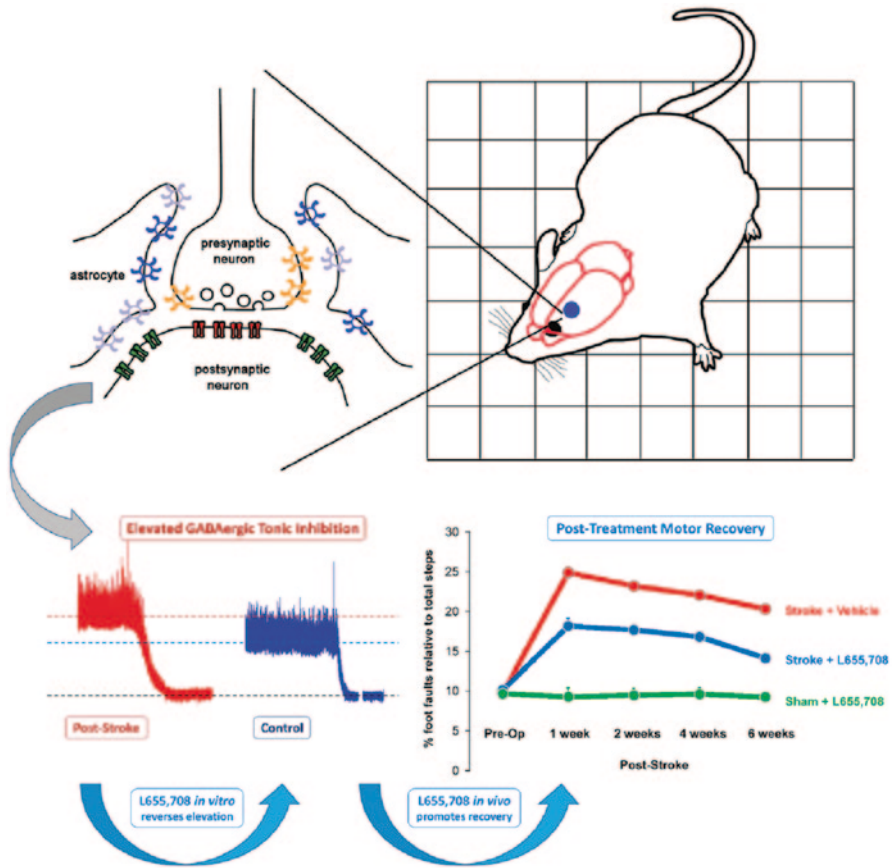 presynaptic
neuron
astrocyte
postsynaptic
neuron
Elevated GABAergic Tonic Inhibition
Post-Stroke
Control
L655,708 in vitro
reverses elevation
L655,708 in vivo
promotes recovery
Post-Treatment Motor Recovery
% foot faults relative to total steps
30
25
20
15
10
5
0
Stroke + Vehicle
Stroke + L655,708
Sham + L655,708
Pre-Op
1 week
2 weeks
4 weeks
6 weeks
Post-Stroke